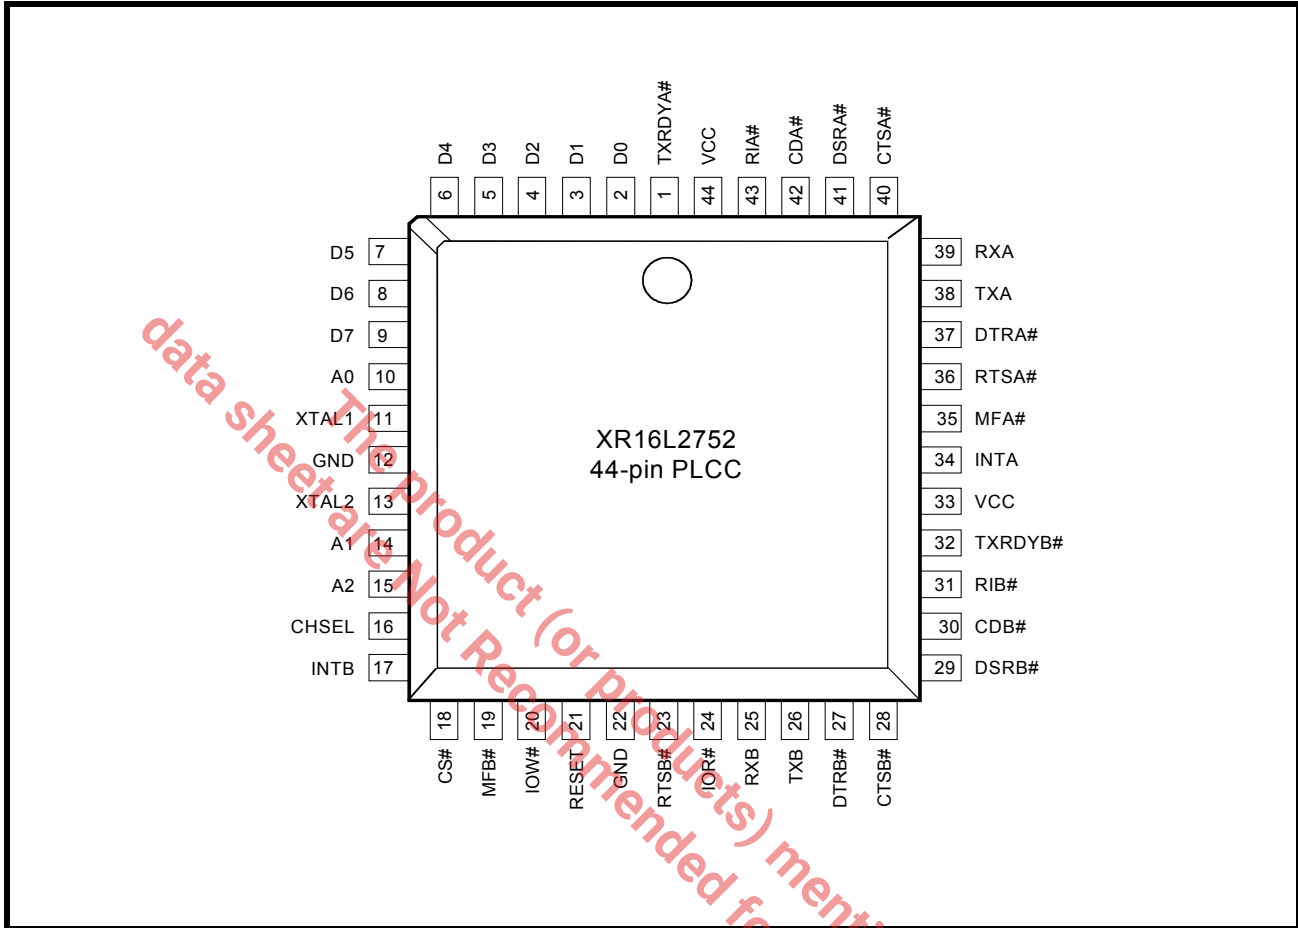 D4 D3 D2 D1 D0 TXRDYA# VCC RIA# CDA# DSRA# CTSA#
6 5 4 3 2 1 44 43 42 41 40
D5 7
D6 8
D7 9
A0 10
XTAL1 11
GND 12
XTAL2 13
A1 14
A2 15
CHSEL 16
INTB 17
XR16L2752
44-pin PLCC
39 RXA
38 TXA
37 DTRA#
36 RTSA#
35 MFA#
34 INTA
33 VCC
32 TXRDYB#
31 RIB#
30 CDB#
29 DSRB#
18 19 20 21 22 23 24 25 26 27 28
CS# MFB# IOW# RESET GND RTSB# IOR# RXB TXB DTRB# CTSB#
The product (or products) menti
data sheet are Not Recommended fo